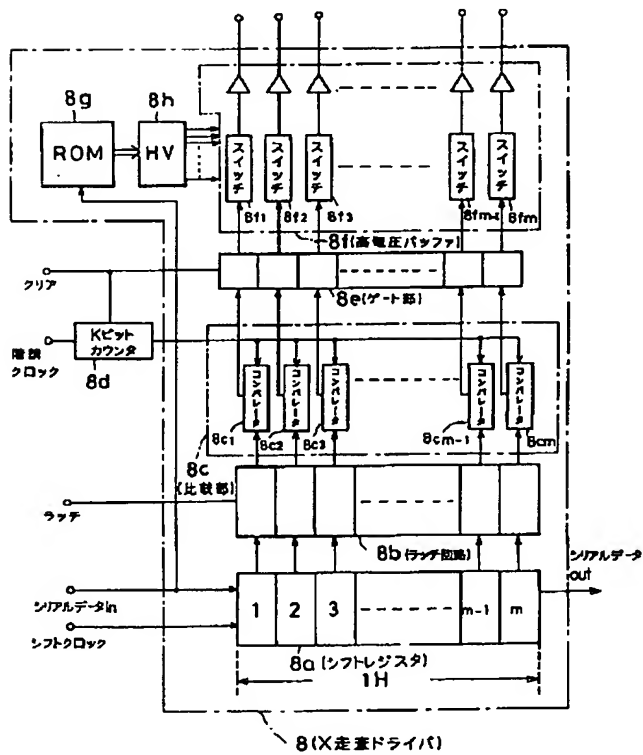 8g
8h
ROM
HV
スイッチ
スイッチ
スイッチ
スイッチ
スイッチ
8f1
8f2
8f3
8fm-1
8fm
8f(高電圧バッファ)
クリア
8e(ゲート部)
階調
クロック
Kビット
カウンタ
8d
コンパレータ
コンパレータ
コンパレータ
コンパレータ
コンパレータ
8c1
8c2
8c3
8cm-1
8cm
8c
(比較部)
ラッチ
8b(ラッチ回路)
シリアルデータ
out
シリアルデータin
シフトクロック
1
2
3
m-1
m
8a(シフトレジスタ)
1H
8(X走査ドライバ)